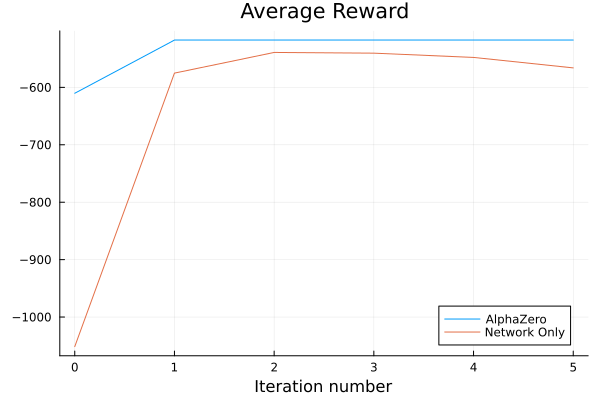 Average Reward
−600
−700
−800
−900
−1000
0 1 2 3 4 5
Iteration number
AlphaZero
Network Only